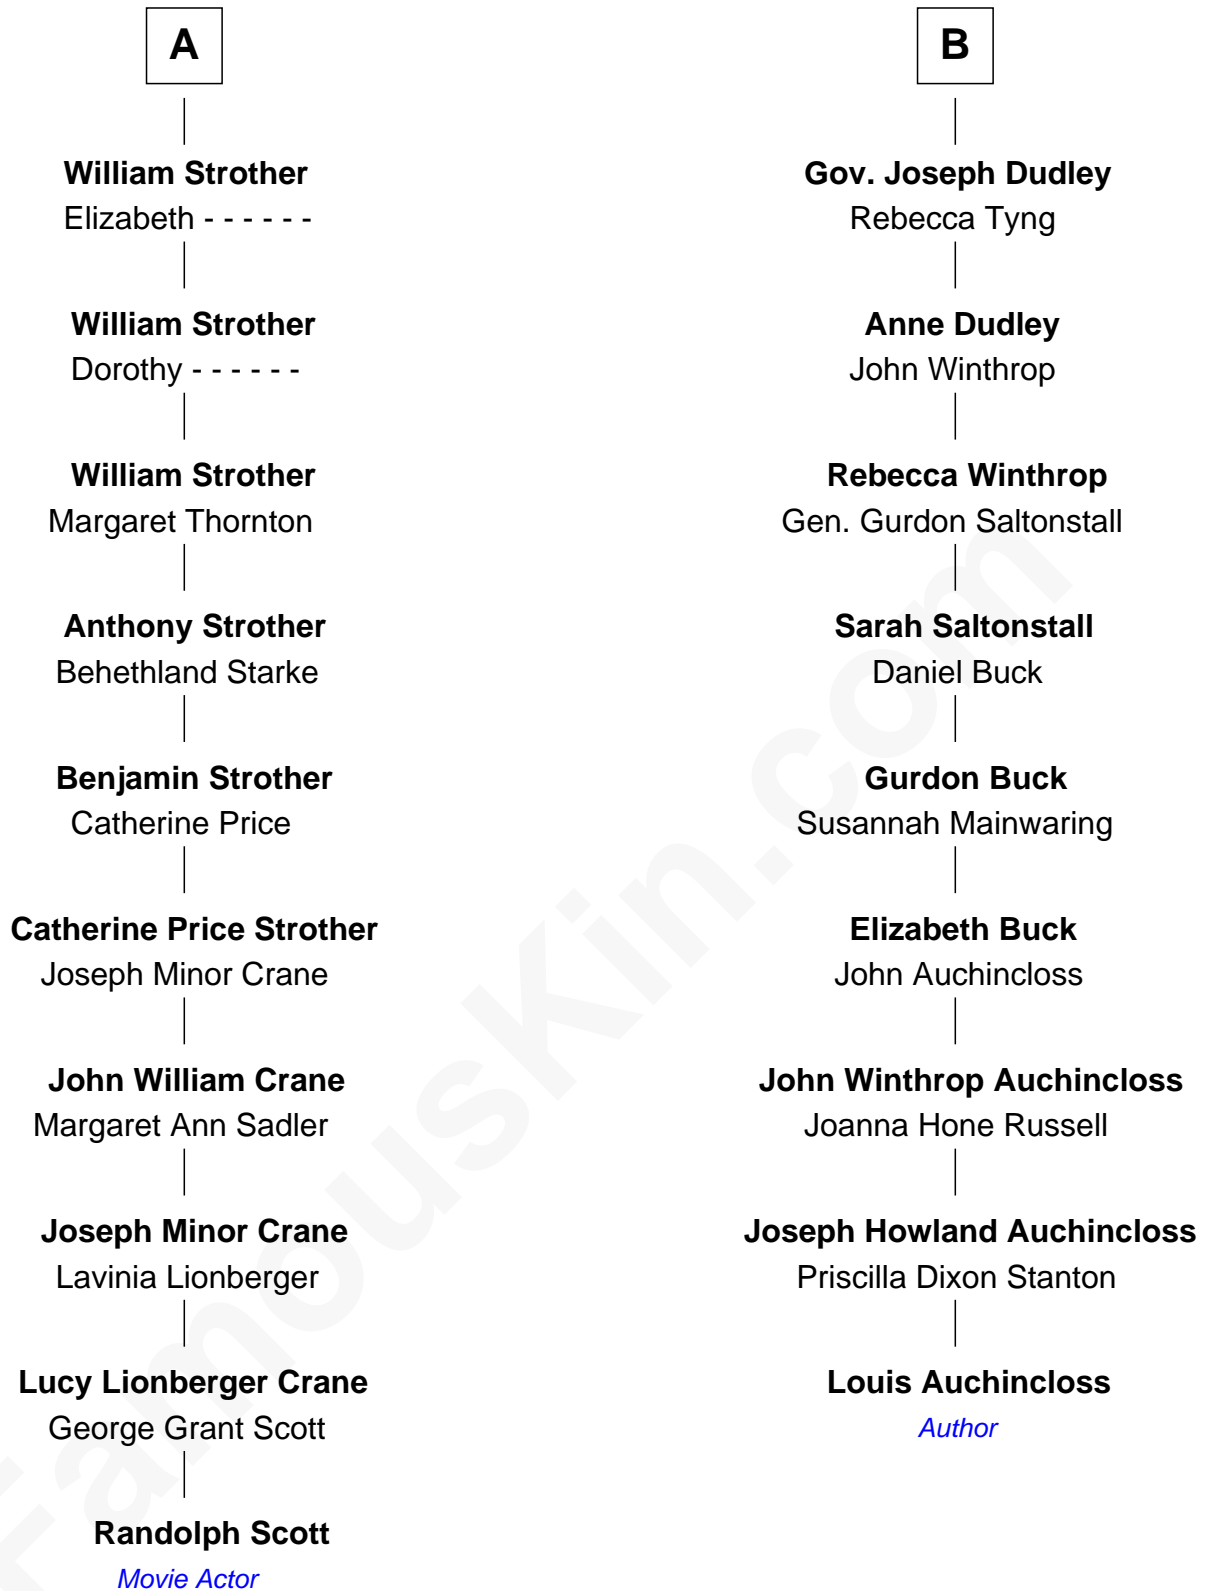 A
William Strother
Elizabeth - - - - - -
William Strother
Dorothy - - - - - -
William Strother
Margaret Thornton
Anthony Strother
Behethland Starke
Benjamin Strother
Catherine Price
Catherine Price Strother
Joseph Minor Crane
John William Crane
Margaret Ann Sadler
Joseph Minor Crane
Lavinia Lionberger
Lucy Lionberger Crane
George Grant Scott
Randolph Scott
Movie Actor
B
Gov. Joseph Dudley
Rebecca Tyng
Anne Dudley
John Winthrop
Rebecca Winthrop
Gen. Gurdon Saltonstall
Sarah Saltonstall
Daniel Buck
Gurdon Buck
Susannah Mainwaring
Elizabeth Buck
John Auchincloss
John Winthrop Auchincloss
Joanna Hone Russell
Joseph Howland Auchincloss
Priscilla Dixon Stanton
Louis Auchincloss
Author
FamousKin.com